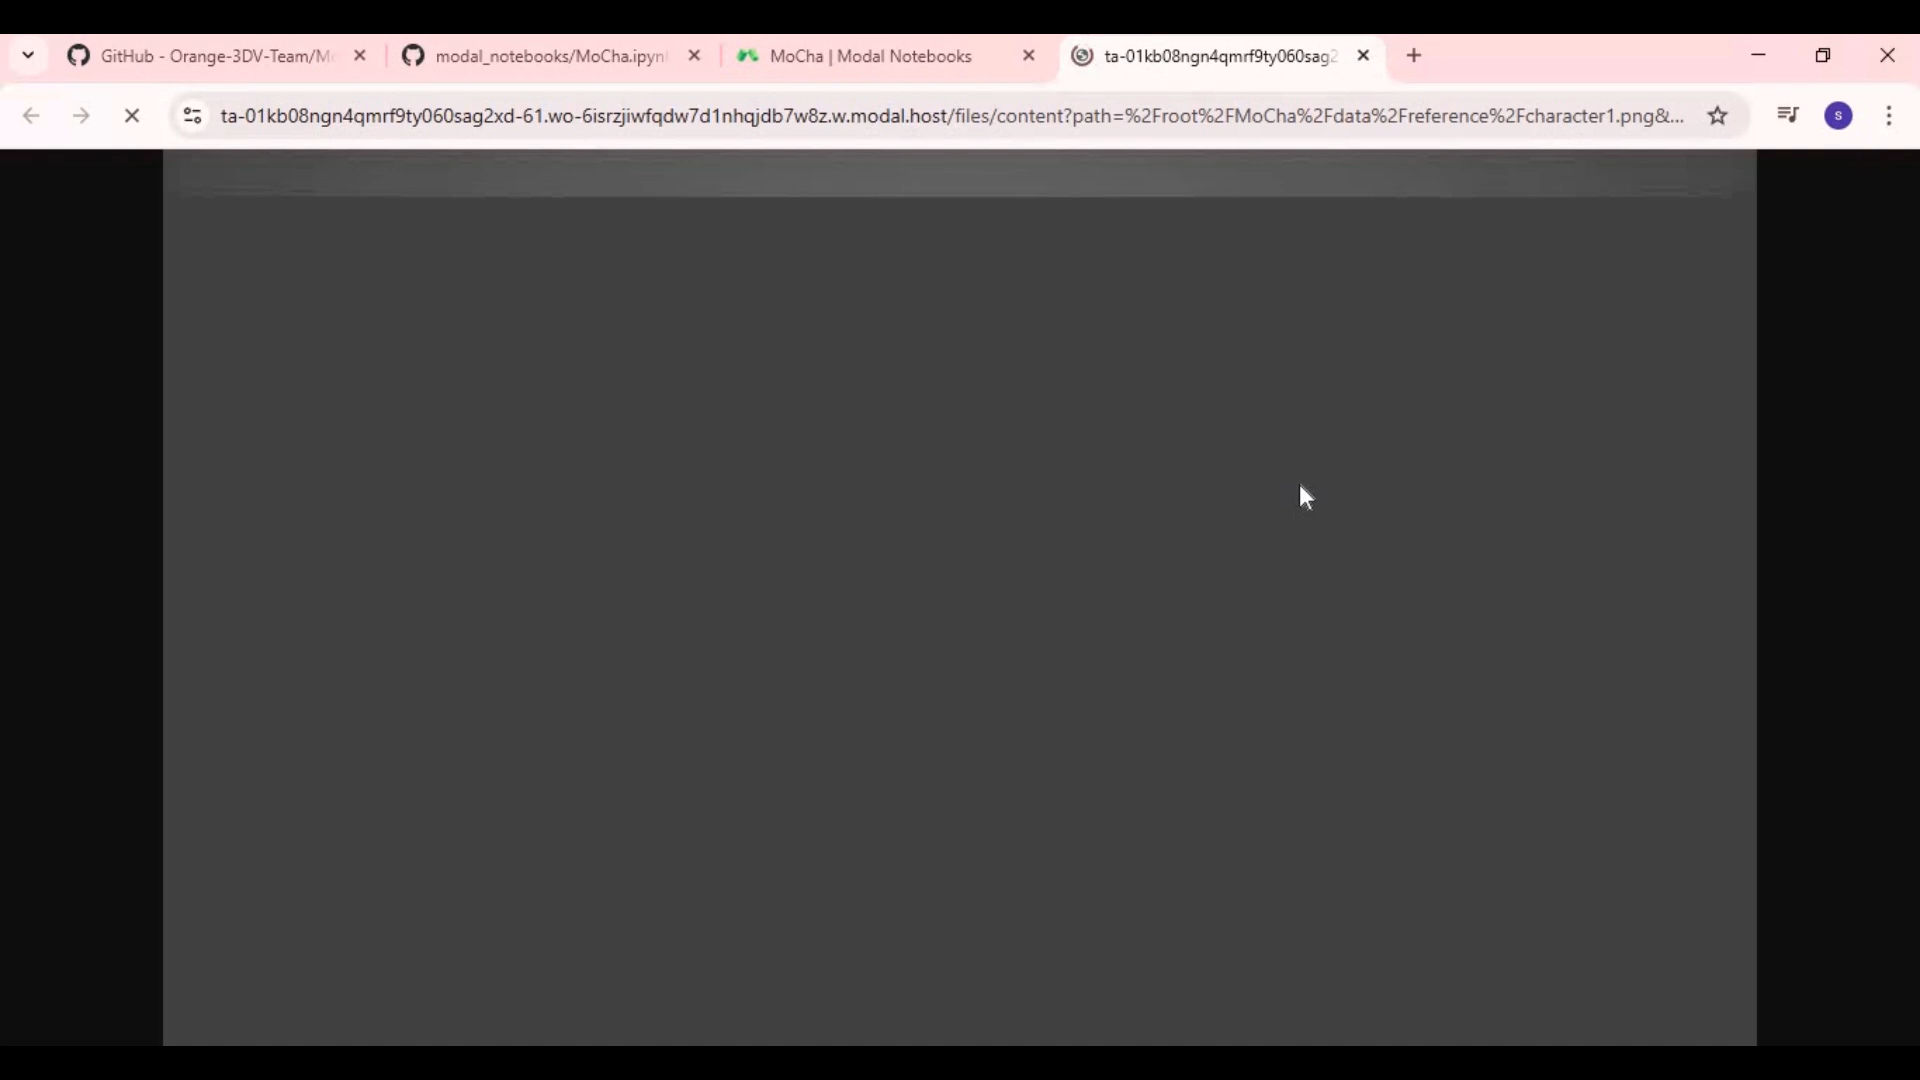 GitHub - Orange-3DV-Team/Mo
modal_notebooks/MoCha.ipyn
MoCha | Modal Notebooks
ta-01kb08ngn4qmrf9ty060sag2
ta-01kb08ngn4qmrf9ty060sag2xd-61.wo-6isrzjiwfqdw7d1nhqjdb7w8z.w.modal.host/files/content?path=%2Froot%2FMoCha%2Fdata%2Freference%2Fcharacter1.png&...
s